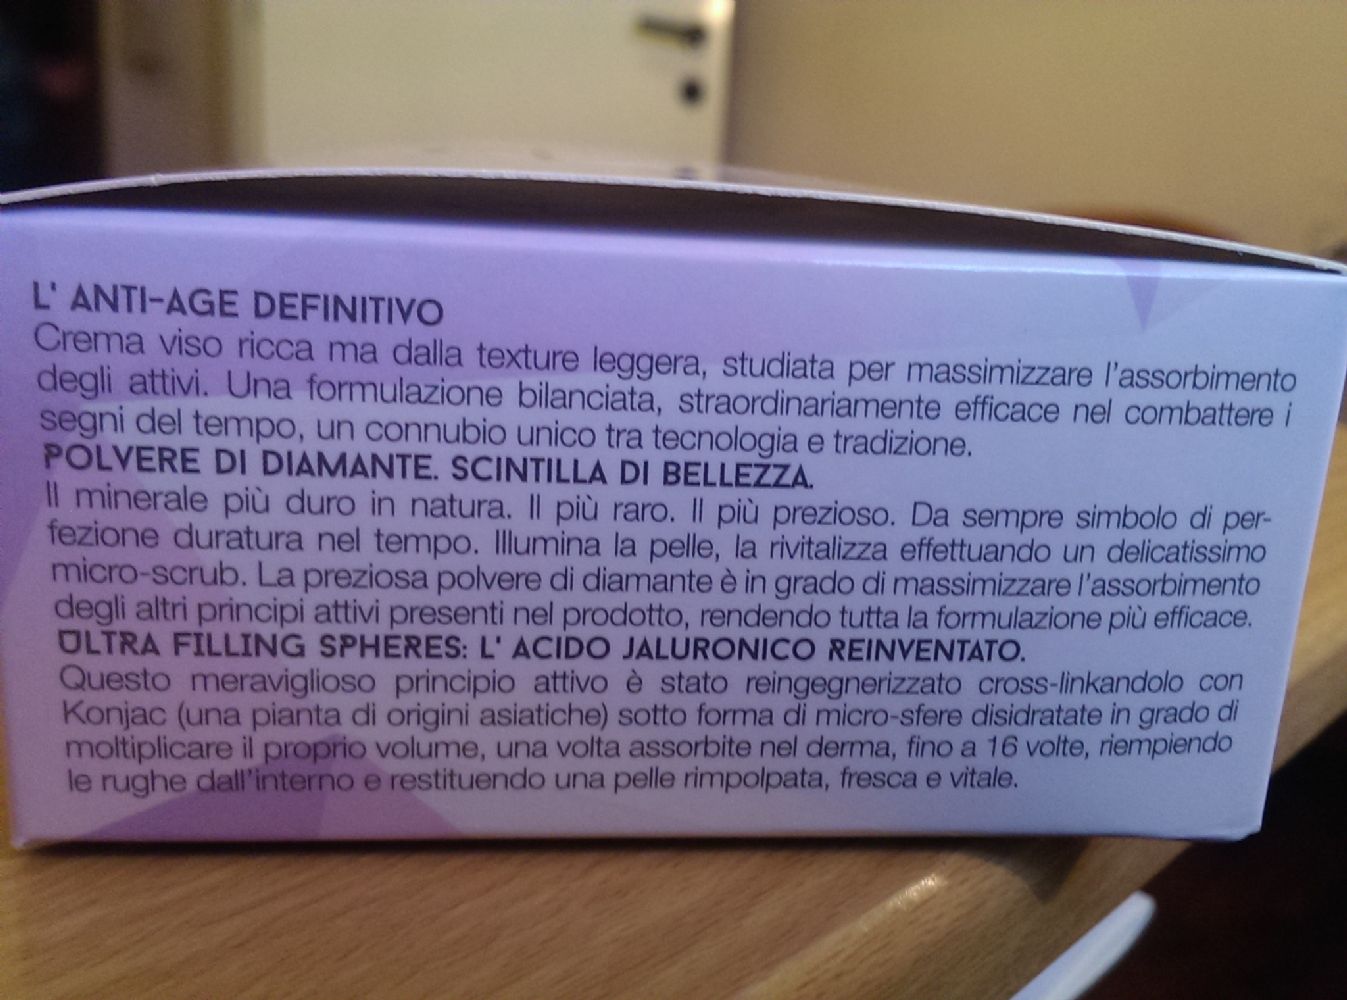 L' ANTI-AGE DEFINITIVO
Crema viso ricca ma dalla texture leggera, studiata per massimizzare l'assorbimento
degli attivi. Una formulazione bilanciata, straordinariamente efficace nel combattere i
segni del tempo, un connubio unico tra tecnologia e tradizione.
POLVERE DI DIAMANTE. SCINTILLA DI BELLEZZA.
Il minerale più duro in natura. Il più raro. Il più prezioso. Da sempre simbolo di per-
fezione duratura nel tempo. Illumina la pelle, la rivitalizza effettuando un delicatissimo
micro-scrub. La preziosa polvere di diamante è in grado di massimizzare l'assorbimento
degli altri principi attivi presenti nel prodotto, rendendo tutta la formulazione più efficace.
ULTRA FILLING SPHERES: L' ACIDO JALURONICO REINVENTATO.
Questo meraviglioso principio attivo è stato reingegnerizzato cross-linkandolo con
Konjac (una pianta di origini asiatiche) sotto forma di micro-sfere disidratate in grado di
moltiplicare il proprio volume, una volta assorbite nel derma, fino a 16 volte, riempiendo
le rughe dall'interno e restituendo una pelle rimpolpata, fresca e vitale.